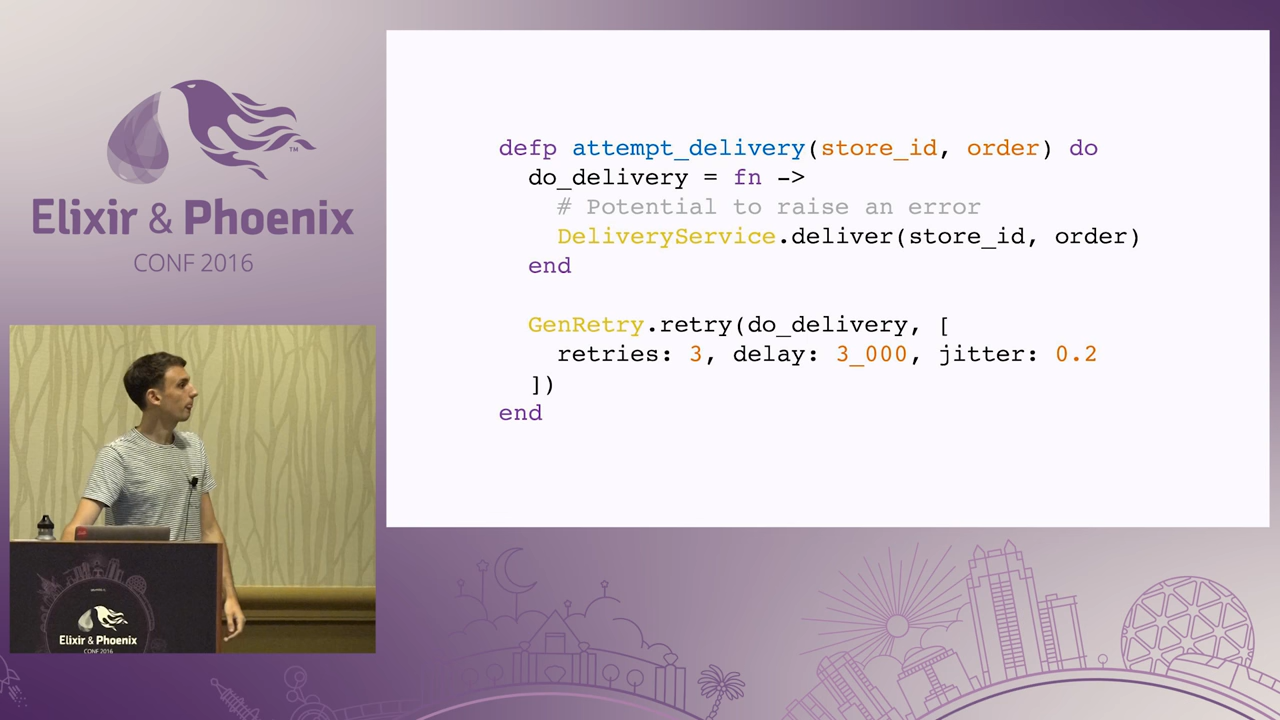 TM
Elixir & Phoenix
CONF 2016
defp attempt_delivery(store_id, order) do
  do_delivery = fn ->
    # Potential to raise an error
    DeliveryService.deliver(store_id, order)
  end
  GenRetry.retry(do_delivery, [
    retries: 3, delay: 3_000, jitter: 0.2
  ])
end
Elixir & Phoenix
CONF 2016